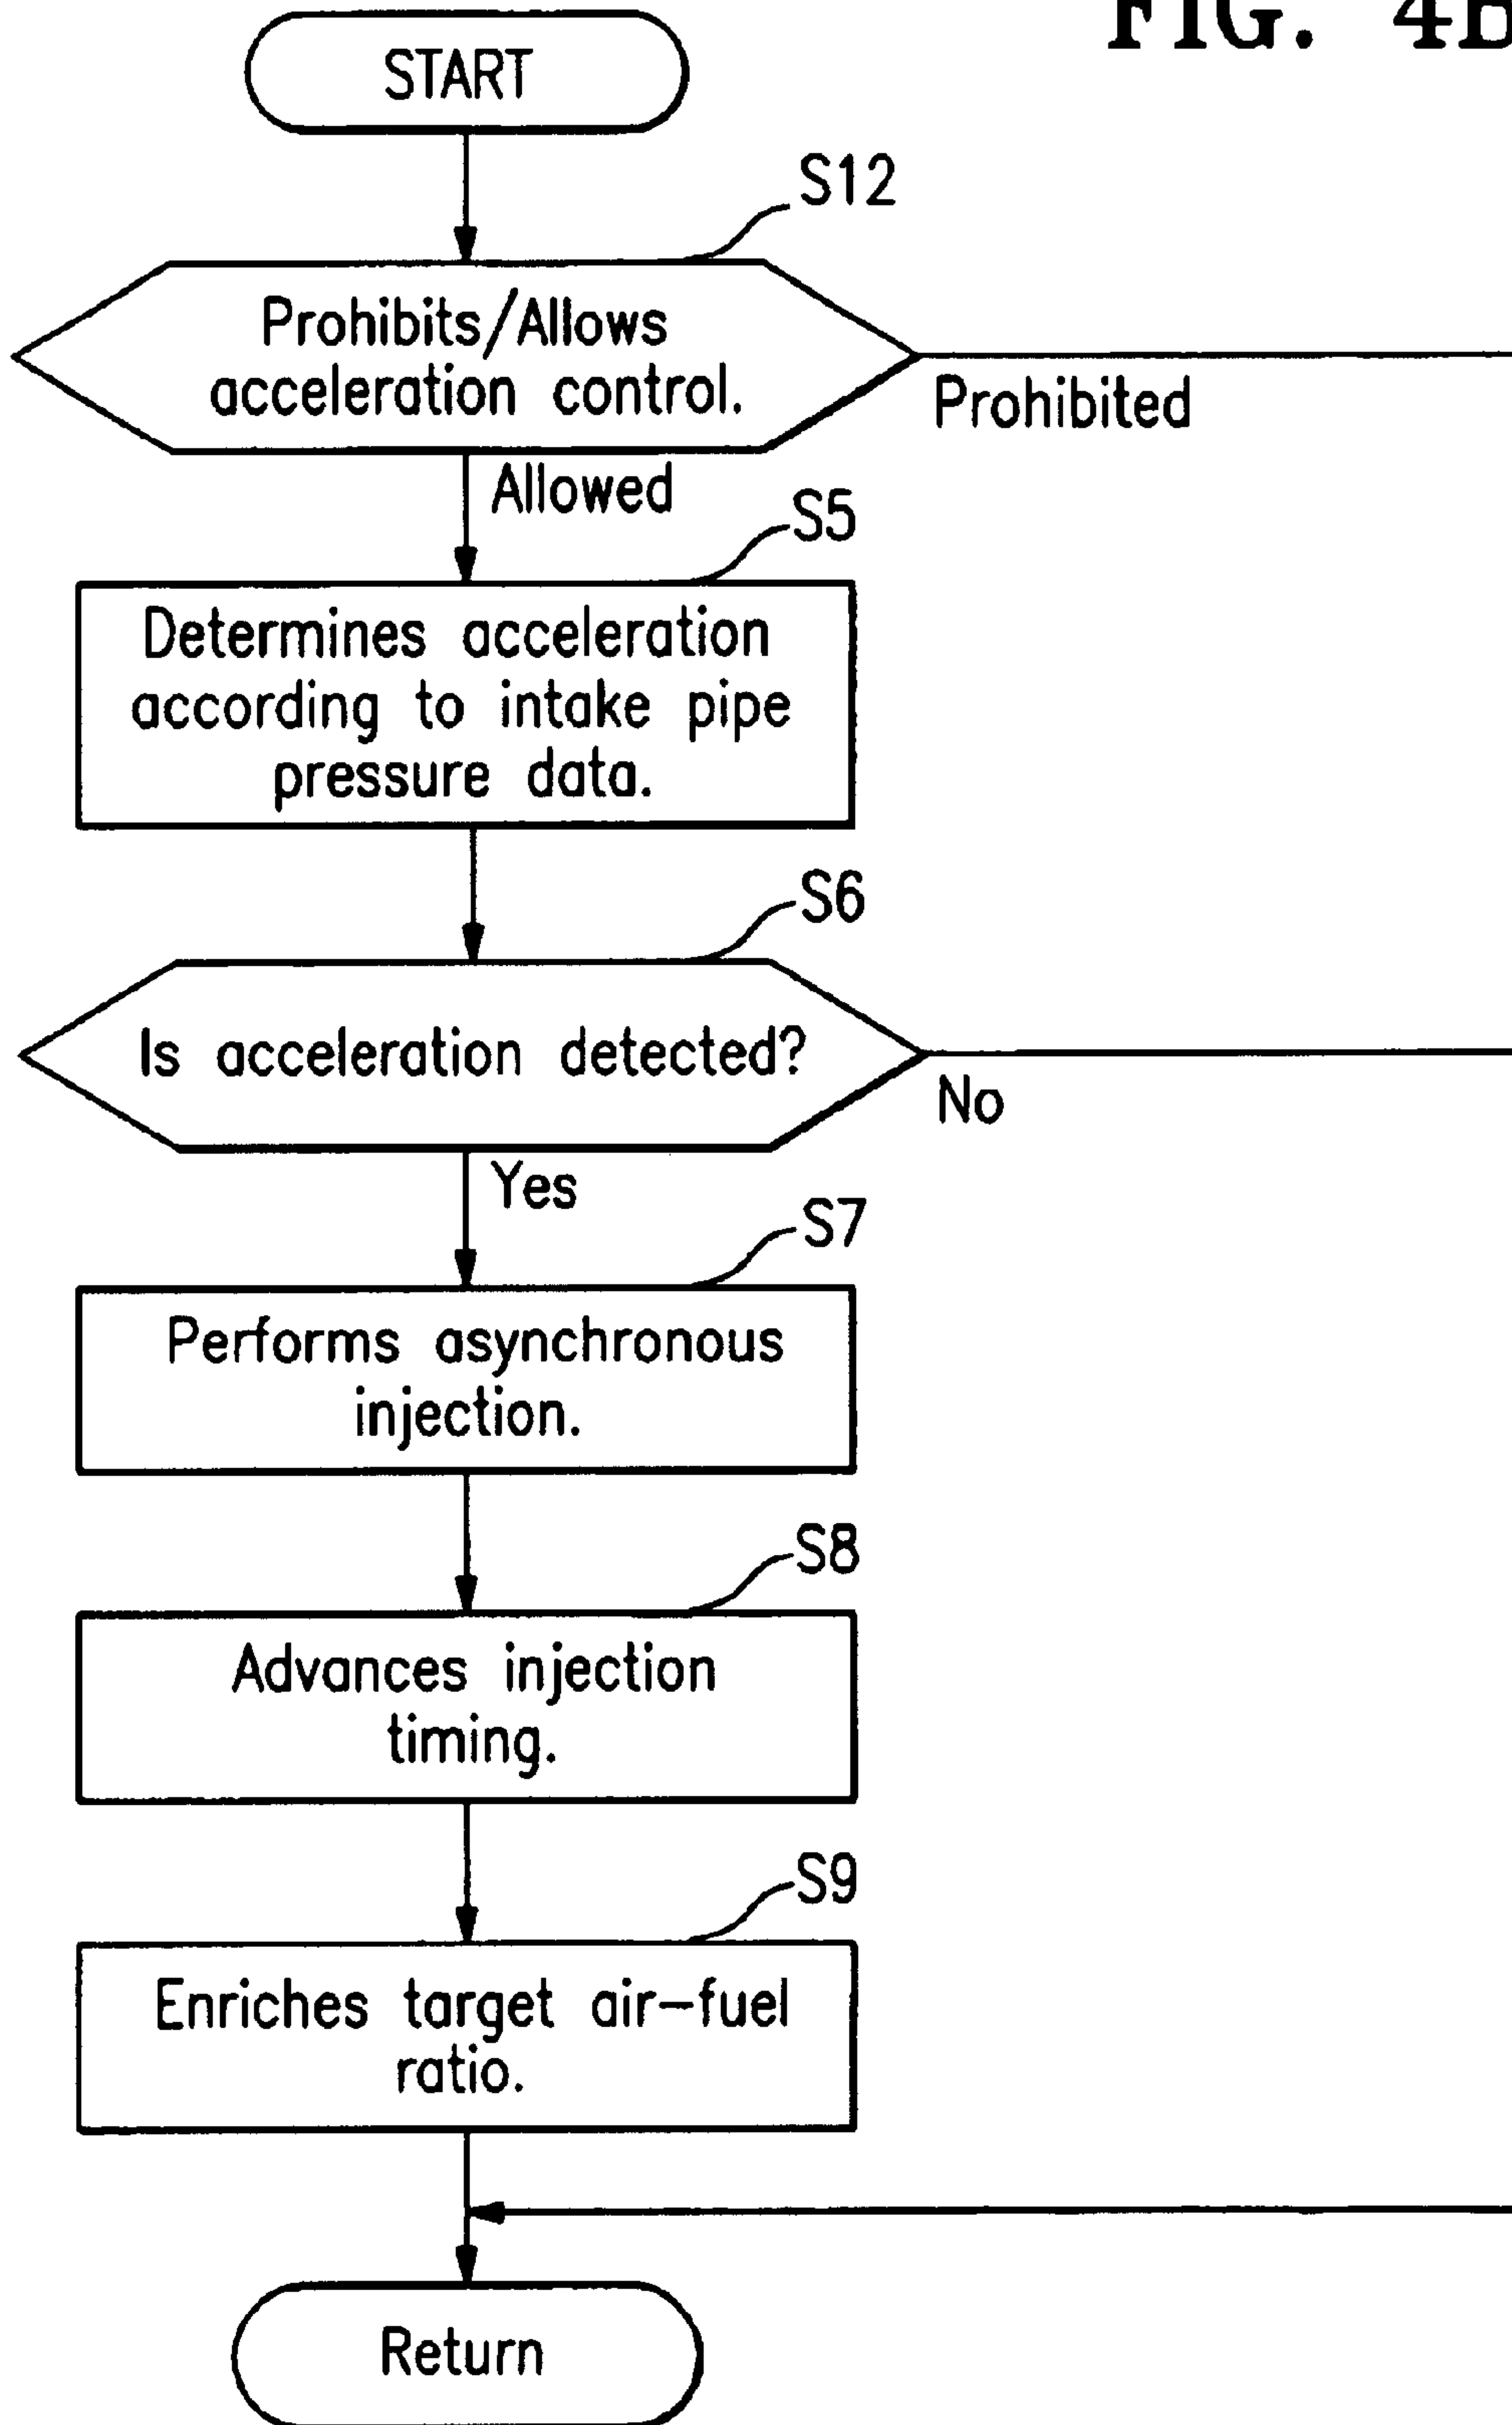 FIG. 4B
START
S12
Prohibits/Allows
acceleration control.
Prohibited
Allowed
S5
Determines acceleration
according to intake pipe
pressure data.
S6
Is acceleration detected?
No
Yes
S7
Performs asynchronous
injection.
S8
Advances injection
timing.
S9
Enriches target air-fuel
ratio.
Return